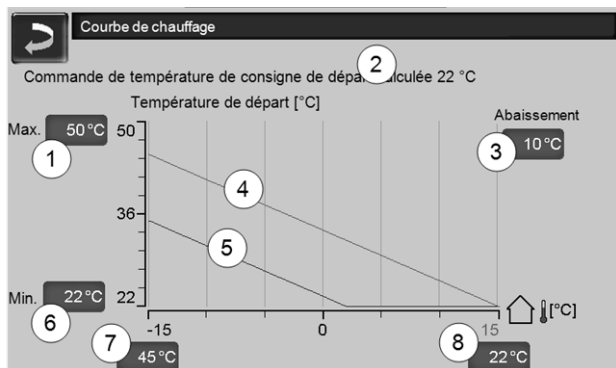 Courbe de chauffage
2
Commande de température de consigne de dépar calculée 22 °C
Température de départ [°C]
Abaissement
Max. 50 °C
50
10 °C
1
3
4
36
5
Min. 22 °C
22
[°C]
6
-15
0
15
7
8
45 °C
22 °C